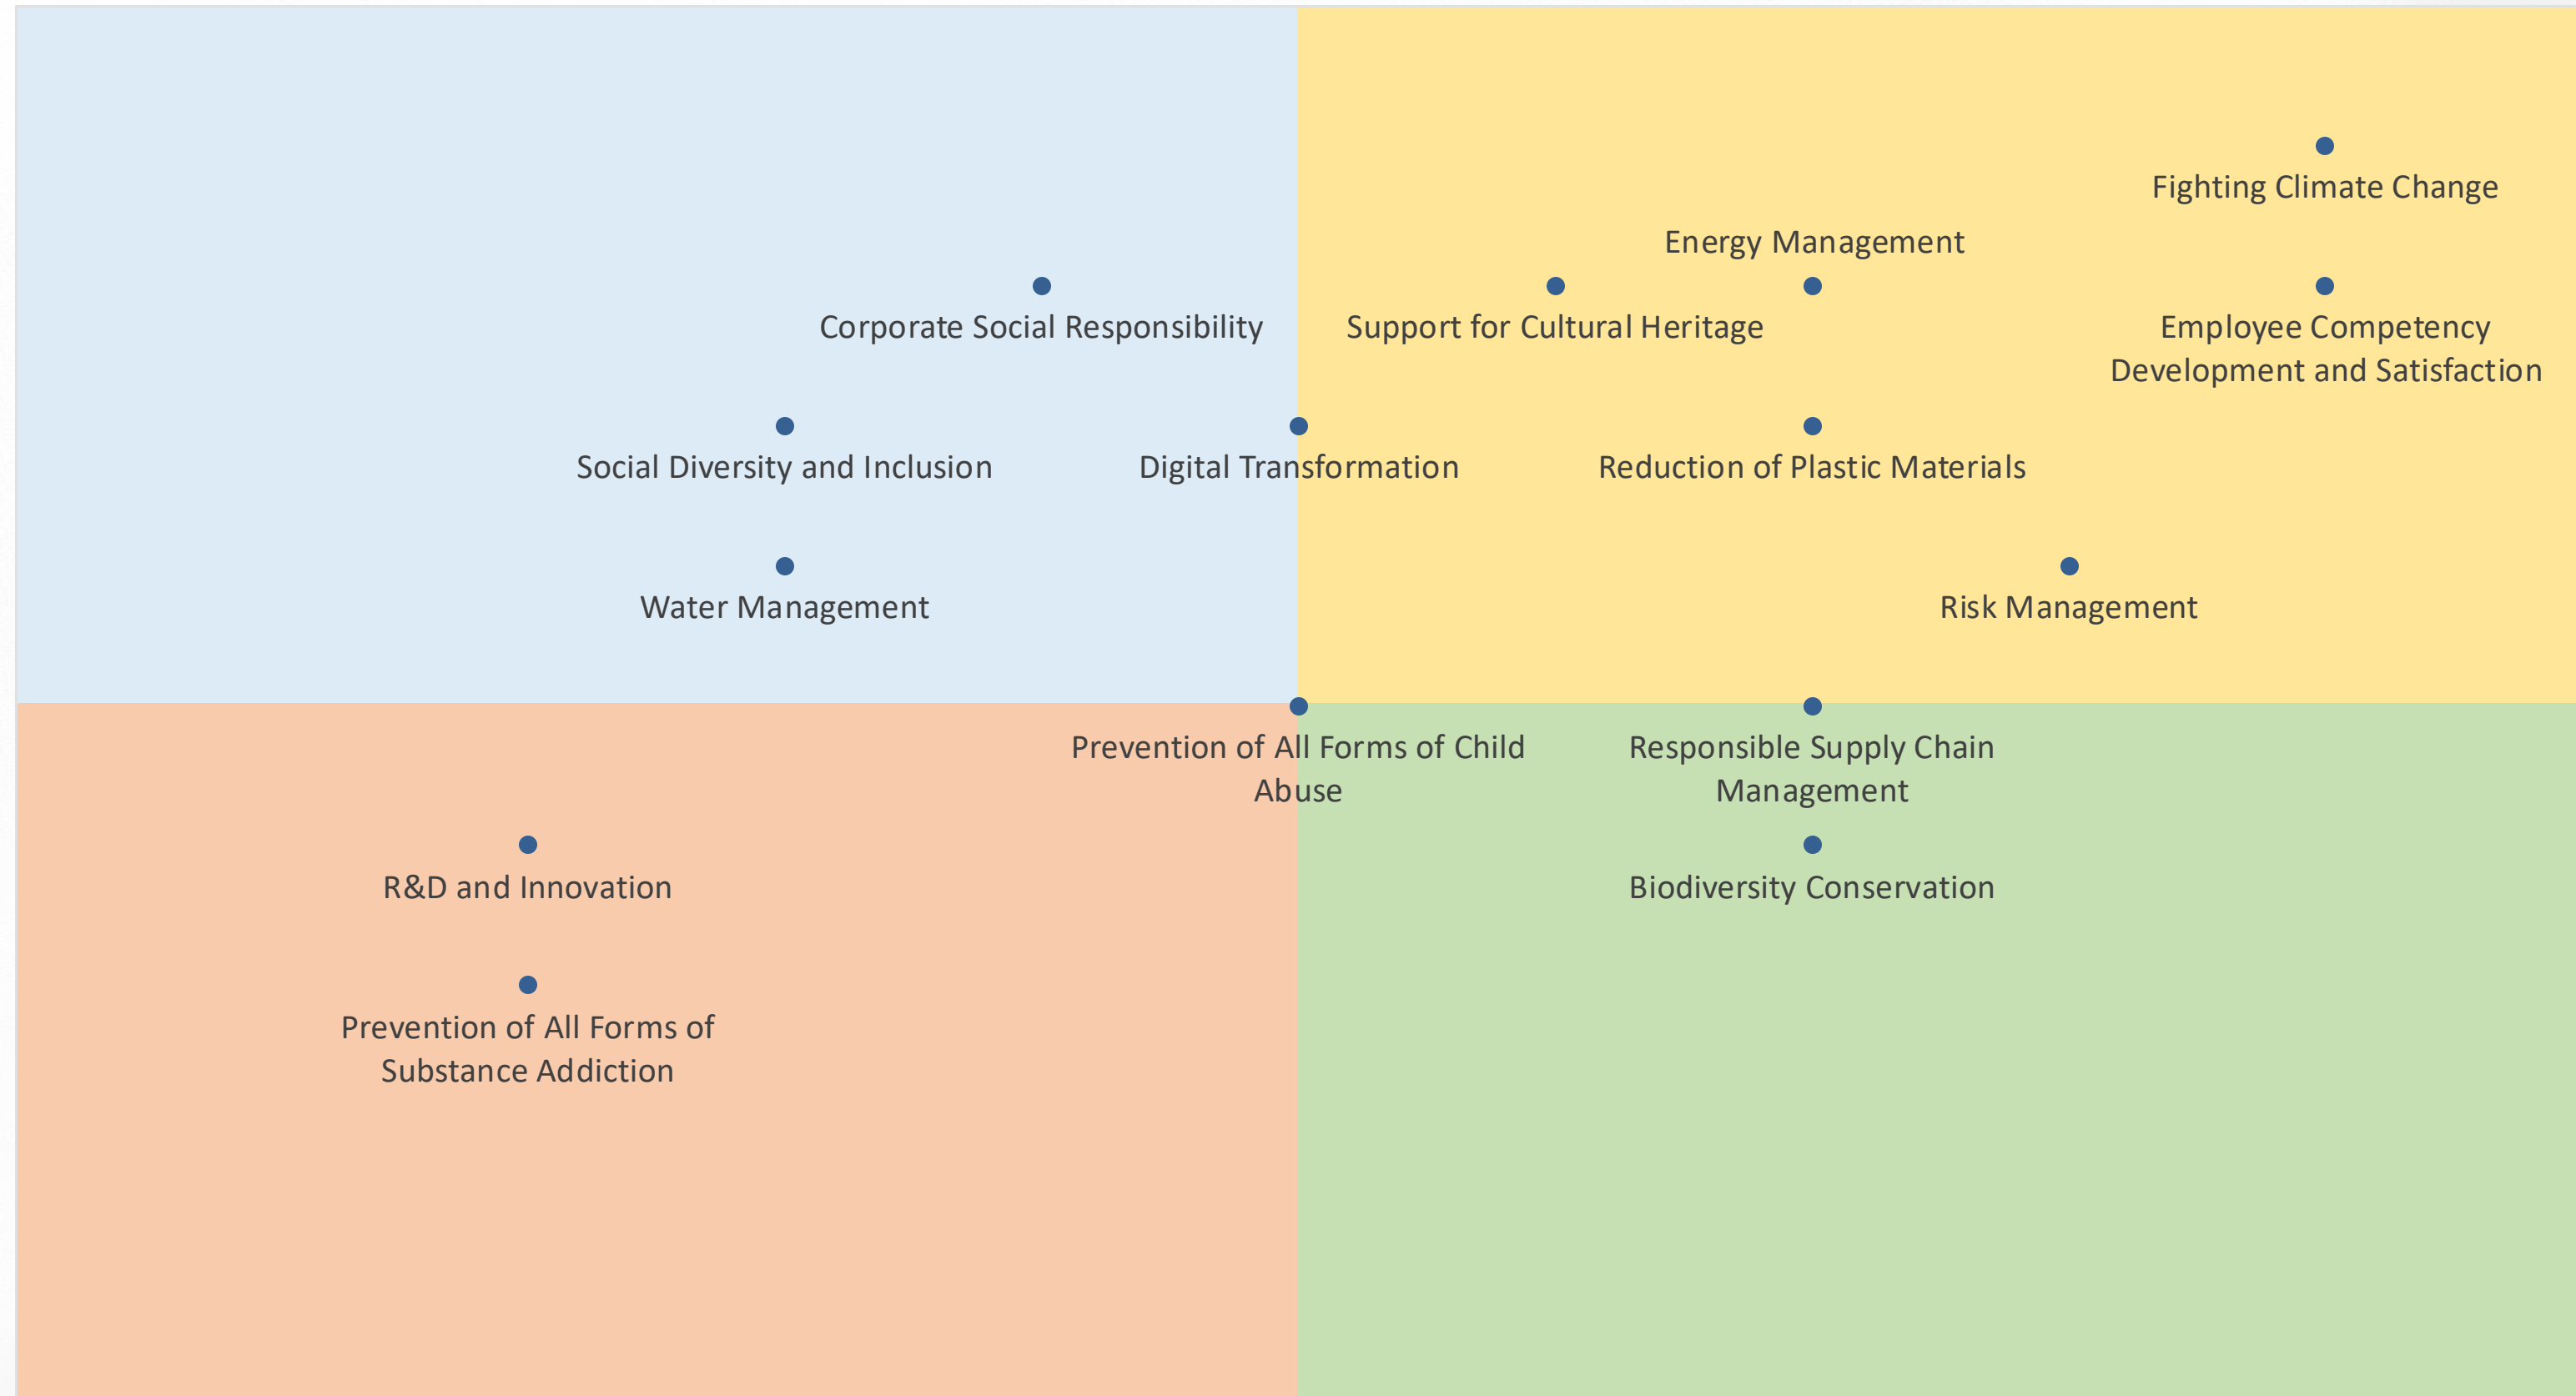 Fighting Climate Change
Energy Management
Corporate Social Responsibility
Support for Cultural Heritage
Employee Competency
Development and Satisfaction
Social Diversity and Inclusion
Digital Transformation
Reduction of Plastic Materials
Water Management
Risk Management
Prevention of All Forms of Child
Abuse
Responsible Supply Chain
Management
R&D and Innovation
Biodiversity Conservation
Prevention of All Forms of
Substance Addiction